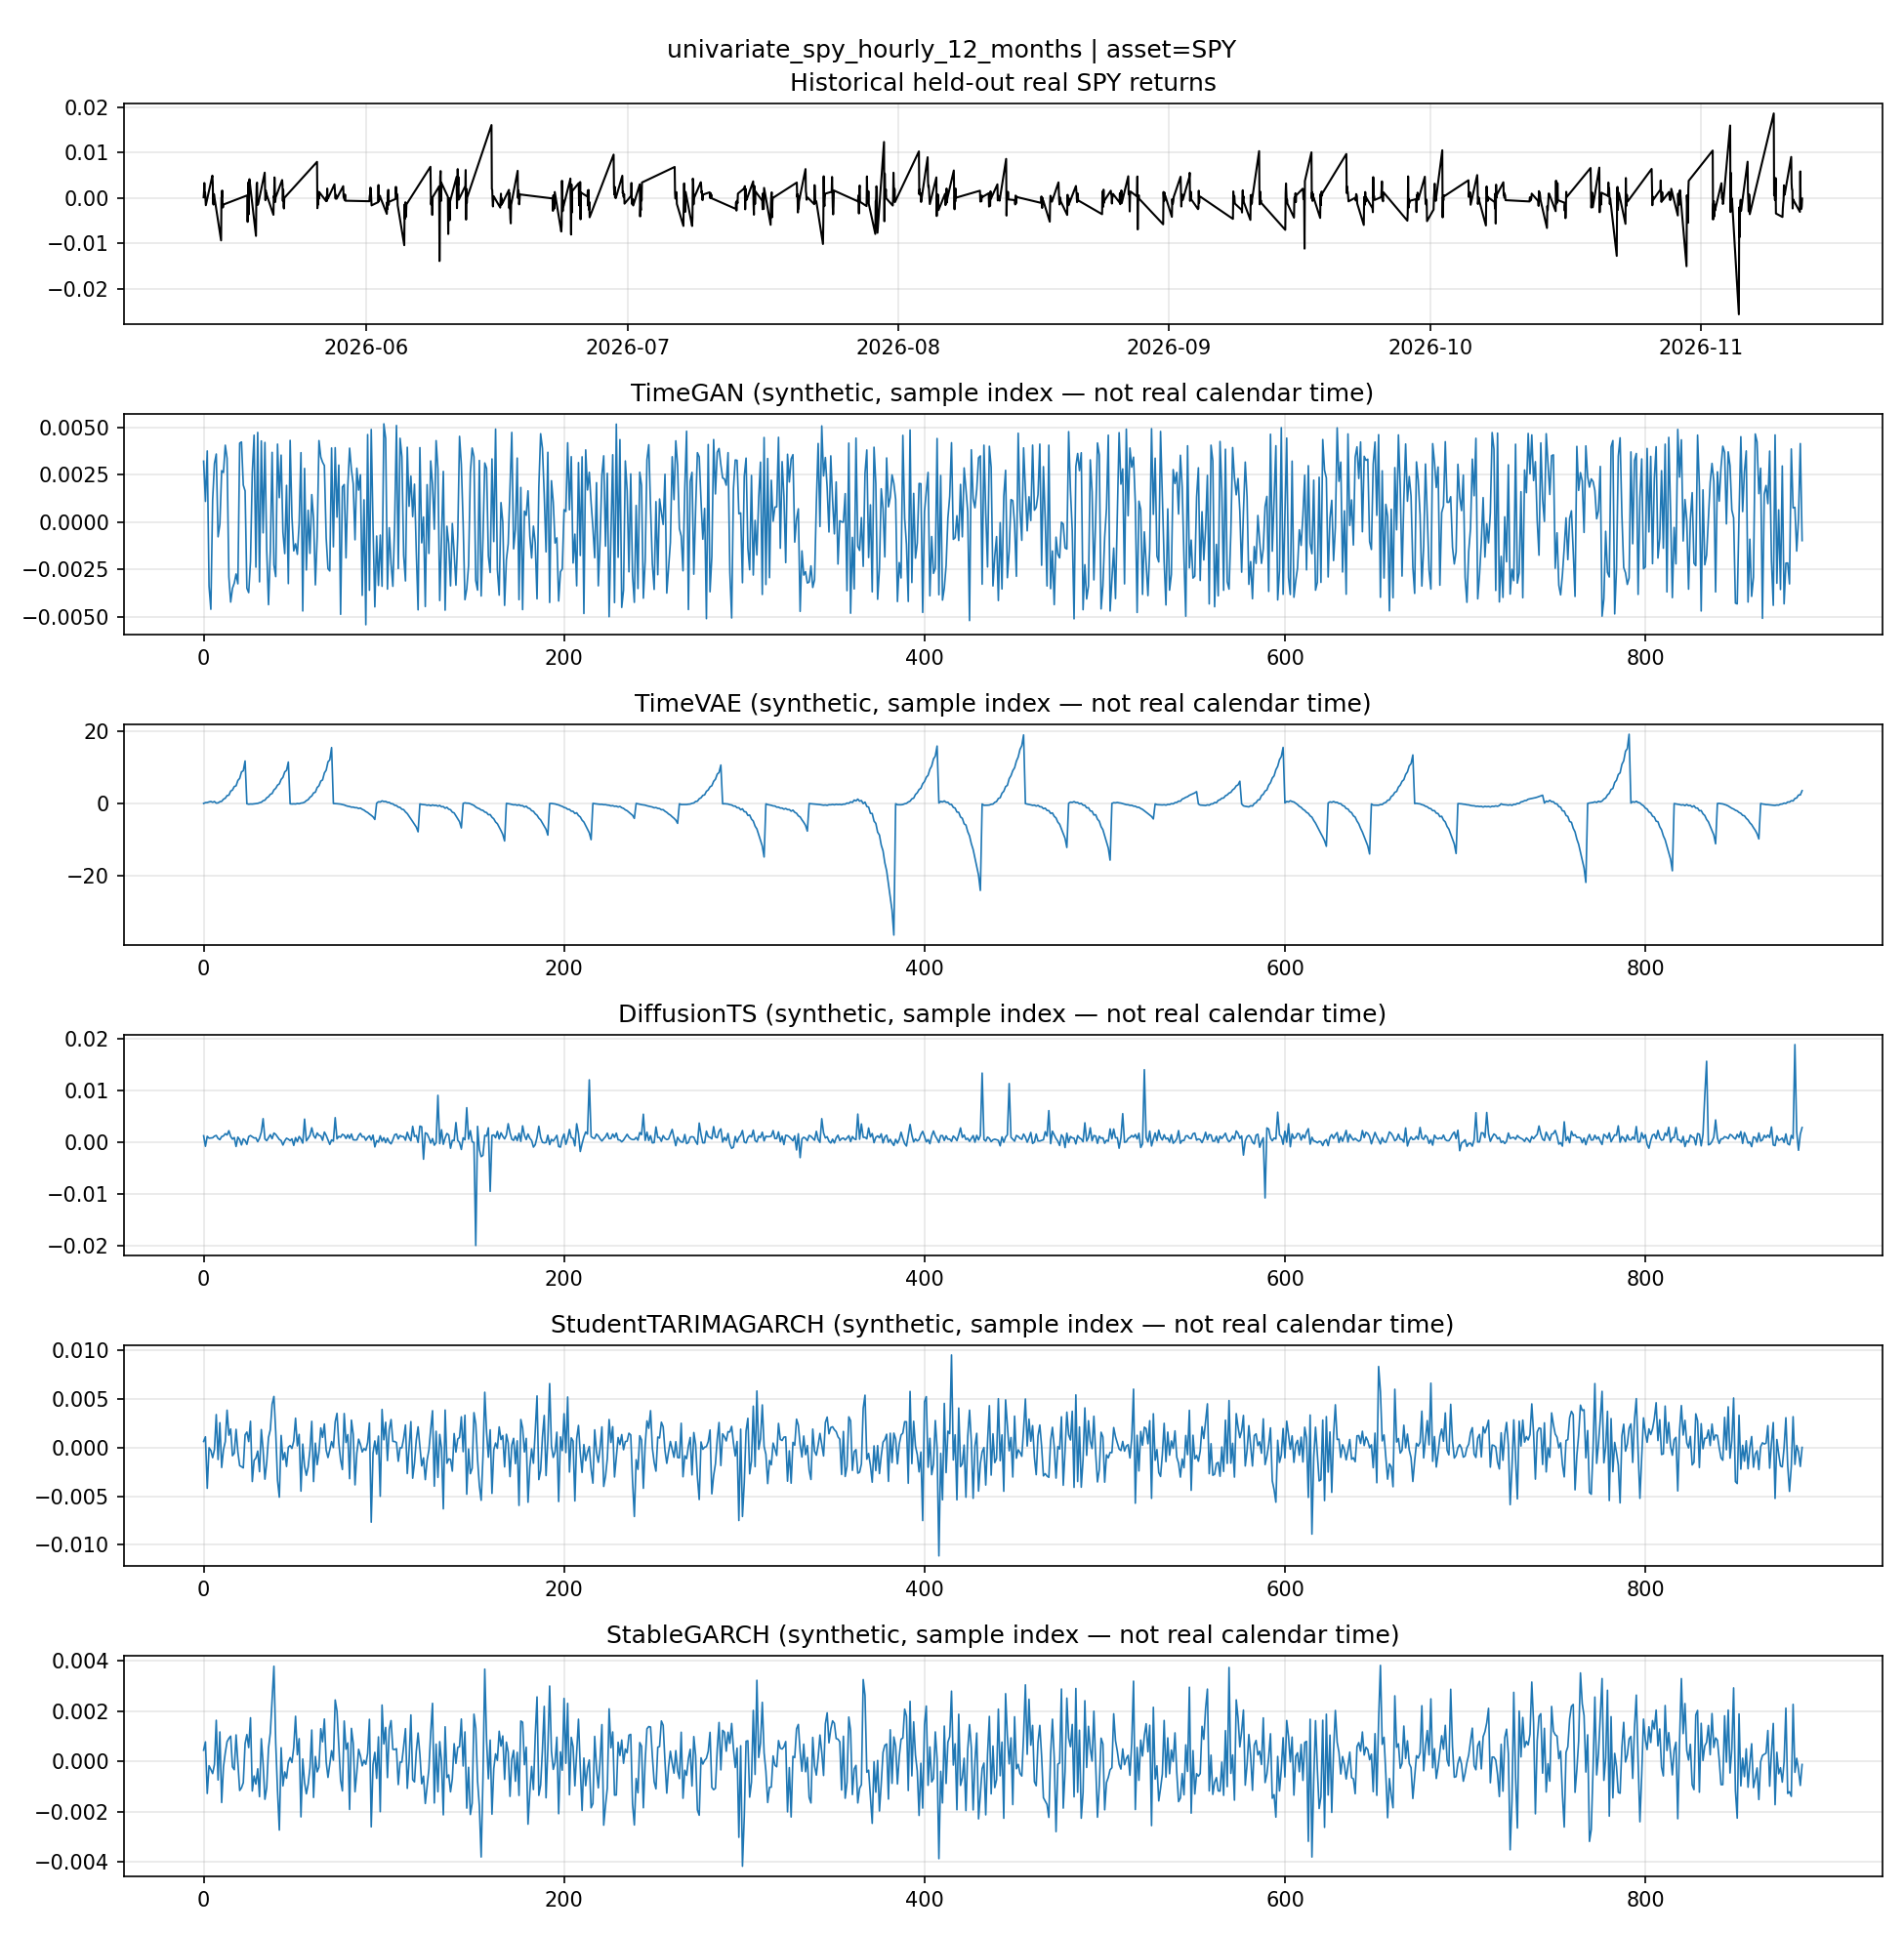 univariate_spy_hourly_12_months | asset=SPY
Historical held-out real SPY returns
0.02
0.01
0.00
−0.01
−0.02
2026-06 2026-07 2026-08 2026-09 2026-10 2026-11
TimeGAN (synthetic, sample index — not real calendar time)
0.0050
0.0025
0.0000
−0.0025
−0.0050
0 200 400 600 800
TimeVAE (synthetic, sample index — not real calendar time)
20
0
−20
0 200 400 600 800
DiffusionTS (synthetic, sample index — not real calendar time)
0.02
0.01
0.00
−0.01
−0.02
0 200 400 600 800
StudentTARIMAGARCH (synthetic, sample index — not real calendar time)
0.010
0.005
0.000
−0.005
−0.010
0 200 400 600 800
StableGARCH (synthetic, sample index — not real calendar time)
0.004
0.002
0.000
−0.002
−0.004
0 200 400 600 800